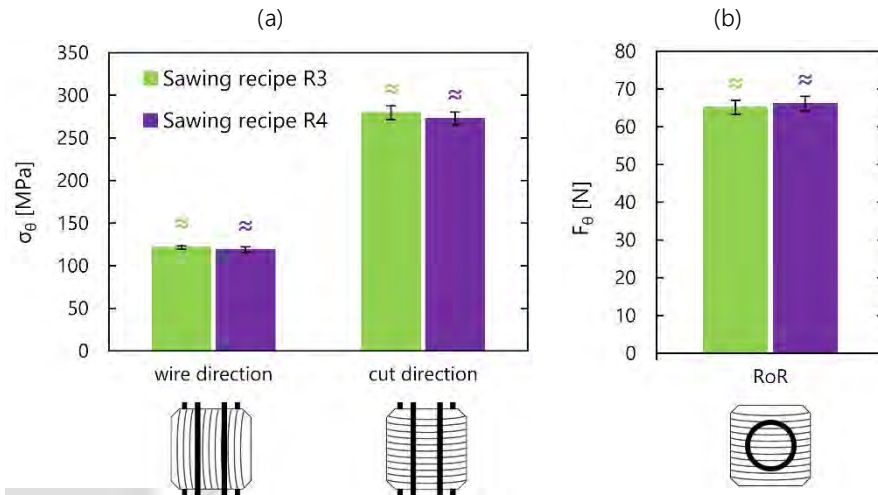 (a)
σθ [MPa]
350
300
250
200
150
100
50
0
Sawing recipe R3
Sawing recipe R4
≈
≈
≈
≈
wire direction
cut direction
(b)
Fθ [N]
80
70
60
50
40
30
20
10
0
≈
≈
RoR